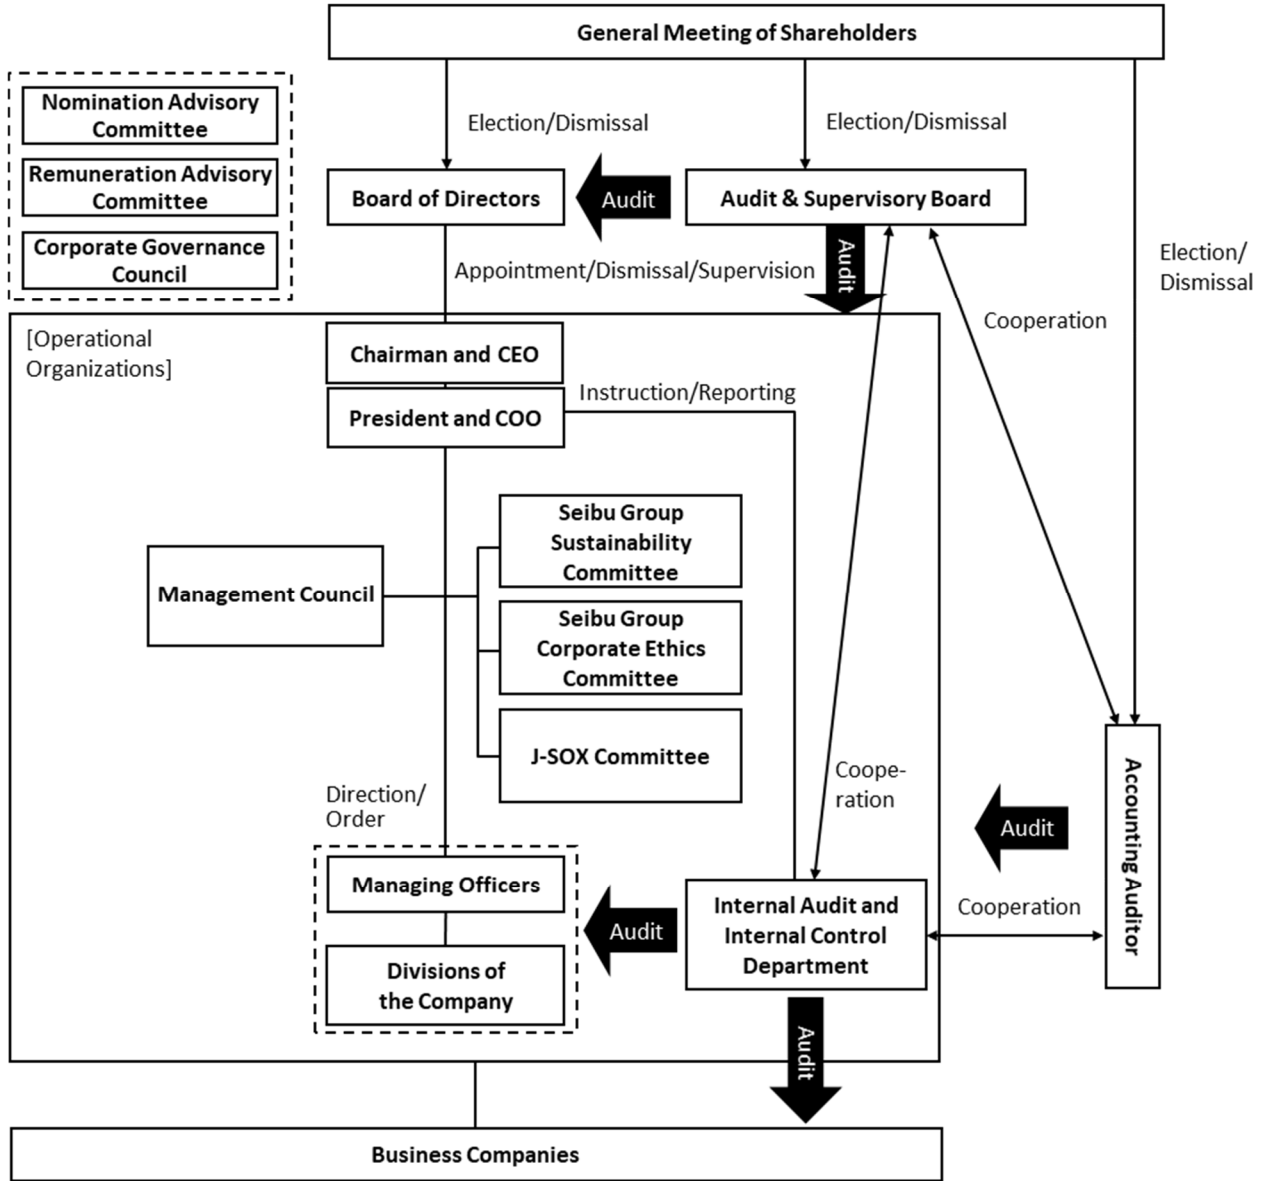 General Meeting of Shareholders
Nomination Advisory
Committee
Remuneration Advisory
Committee
Corporate Governance
Council
Election/Dismissal
Election/Dismissal
Election/
Dismissal
Board of Directors
Audit
Audit & Supervisory Board
Appointment/Dismissal/Supervision
Audit
Cooperation
[Operational
Organizations]
Chairman and CEO
President and COO
Instruction/Reporting
Seibu Group
Sustainability
Committee
Management Council
Seibu Group
Corporate Ethics
Committee
J-SOX Committee
Direction/
Order
Coope-
ration
Audit
Accounting Auditor
Managing Officers
Divisions of
the Company
Audit
Internal Audit and
Internal Control
Department
Cooperation
Audit
Business Companies